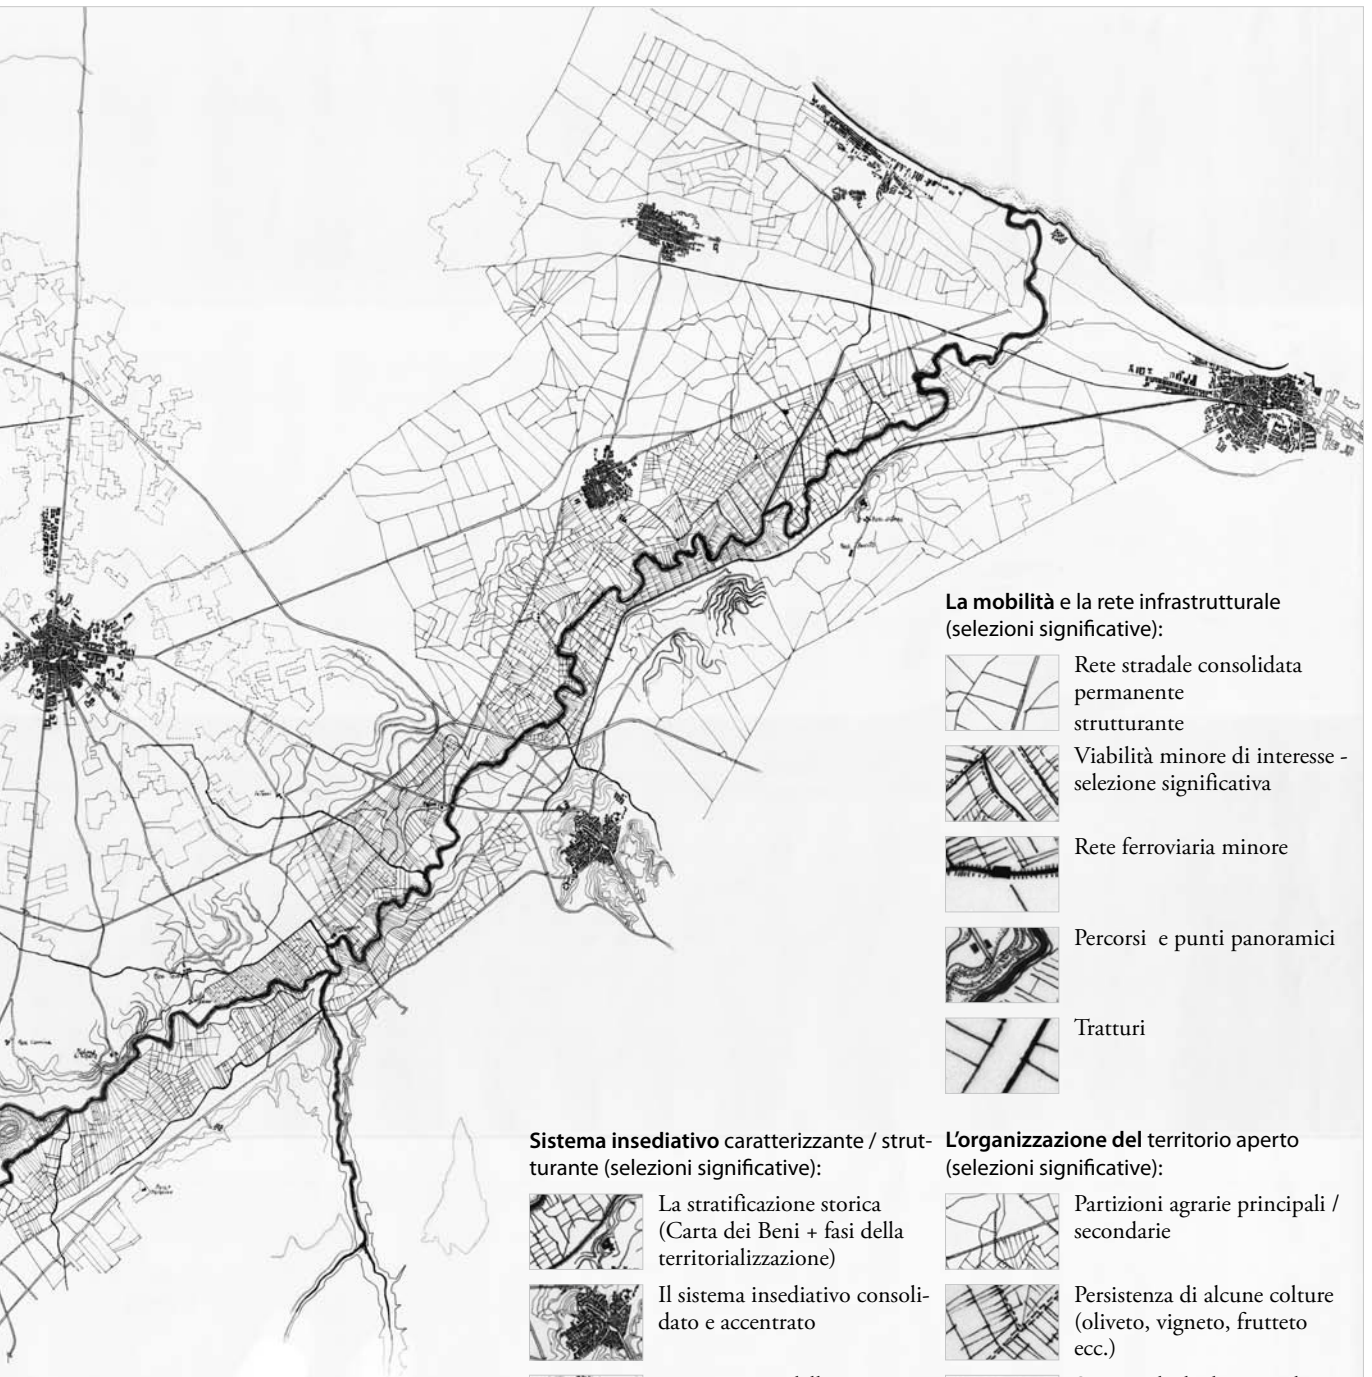 La mobilità e la rete infrastrutturale
(selezioni significative):
Rete stradale consolidata
permanente
strutturante
Viabilità minore di interesse -
selezione significativa
Rete ferroviaria minore
Percorsi e punti panoramici
Tratturi
Sistema insediativo caratterizzante / strut-
turante (selezioni significative):
La stratificazione storica
(Carta dei Beni + fasi della
territorializzazione)
Il sistema insediativo consoli-
dato e accentrato
L'organizzazione del territorio aperto
(selezioni significative):
Partizioni agrarie principali /
secondarie
Persistenza di alcune colture
(oliveto, vigneto, frutteto
ecc.)